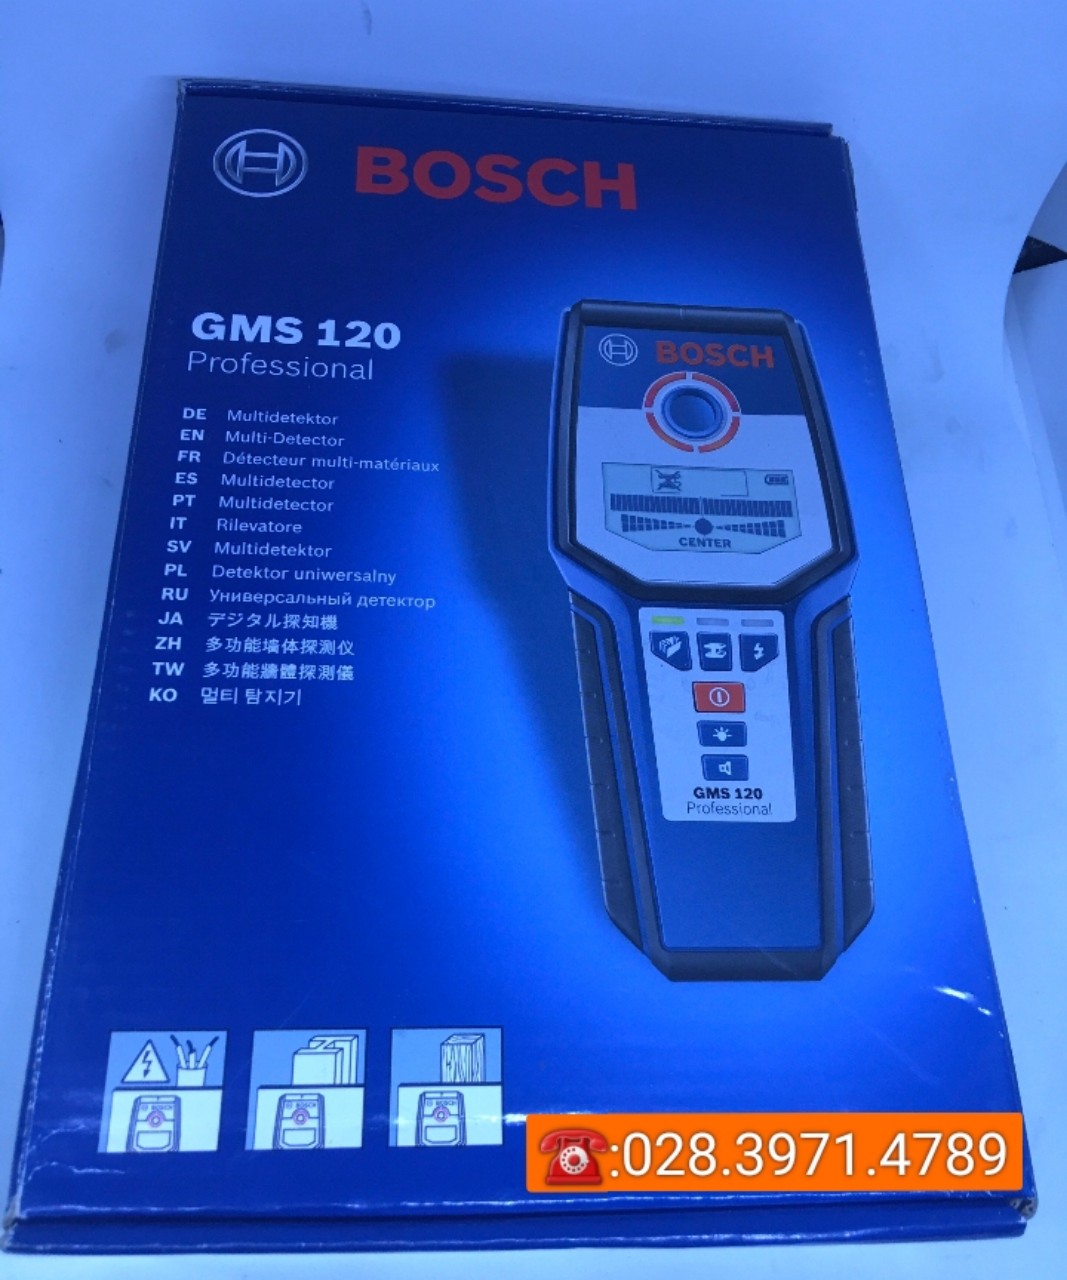 BOSCH
GMS 120
Professional
DE Multidetektor
EN Multi-Detector
FR Détecteur multi-matériaux
ES Multidetector
PT Multidetector
IT Rilevatore
SV Multidetektor
PL Detektor uniwersalny
RU Универсальный детектор
JA デジタル探知機
ZH 多功能墙体探测仪
TW 多功能牆體探測儀
KO 멀티 탐지기
BOSCH
CENTER
GMS 120
Professional
BOSCH
BOSCH
BOSCH
:028.3971.4789